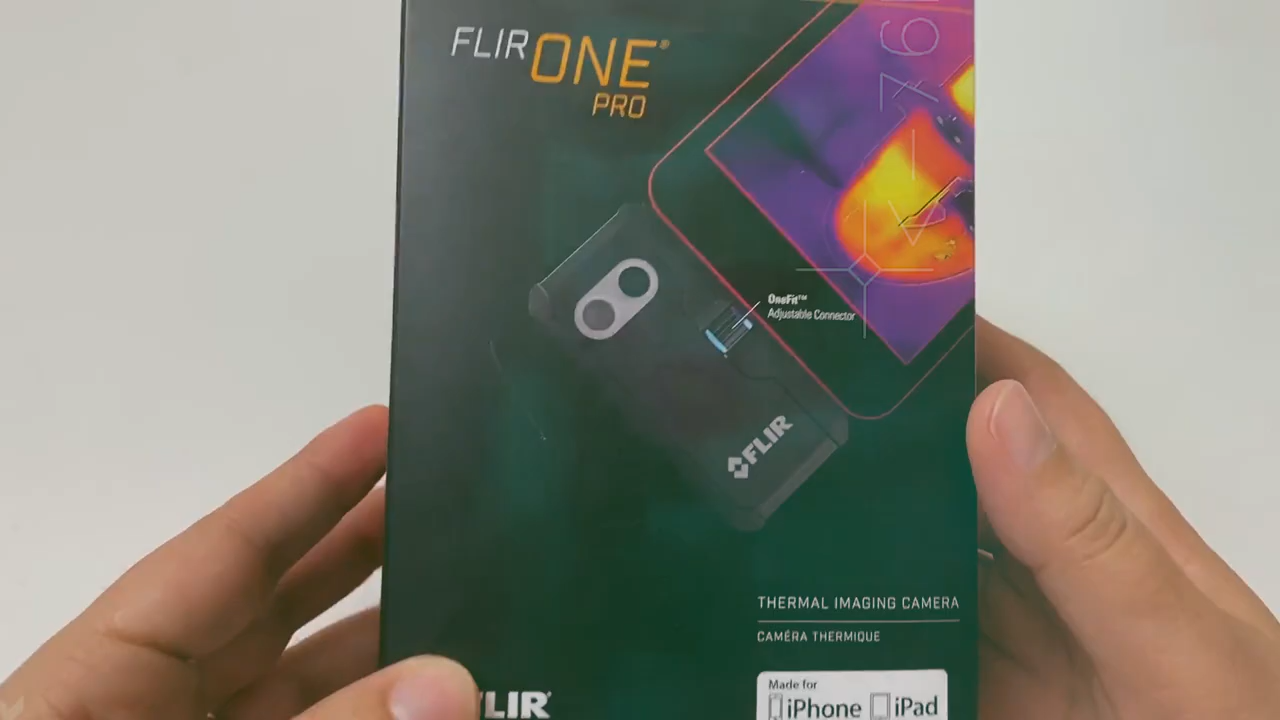 FLIR ONE®
PRO
OneFit™
Adjustable Connector
FLIR
THERMAL IMAGING CAMERA
CAMÉRA THERMIQUE
Made for
iPhone iPad